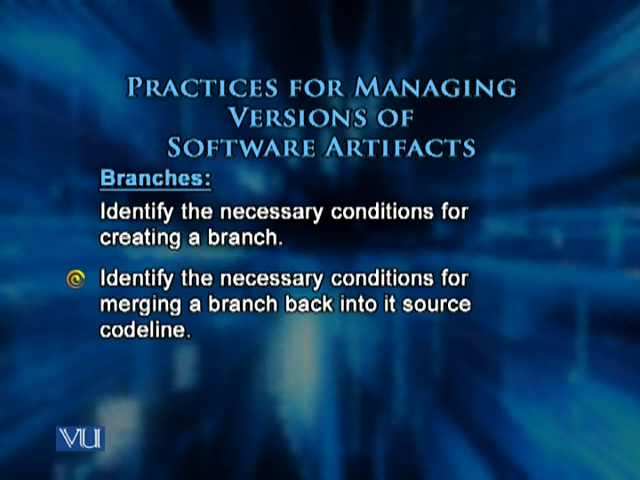 PRACTICES FOR MANAGING
VERSIONS OF
SOFTWARE ARTIFACTS
Branches:
Identify the necessary conditions for
creating a branch.
Identify the necessary conditions for
merging a branch back into it source
codeline.
VU